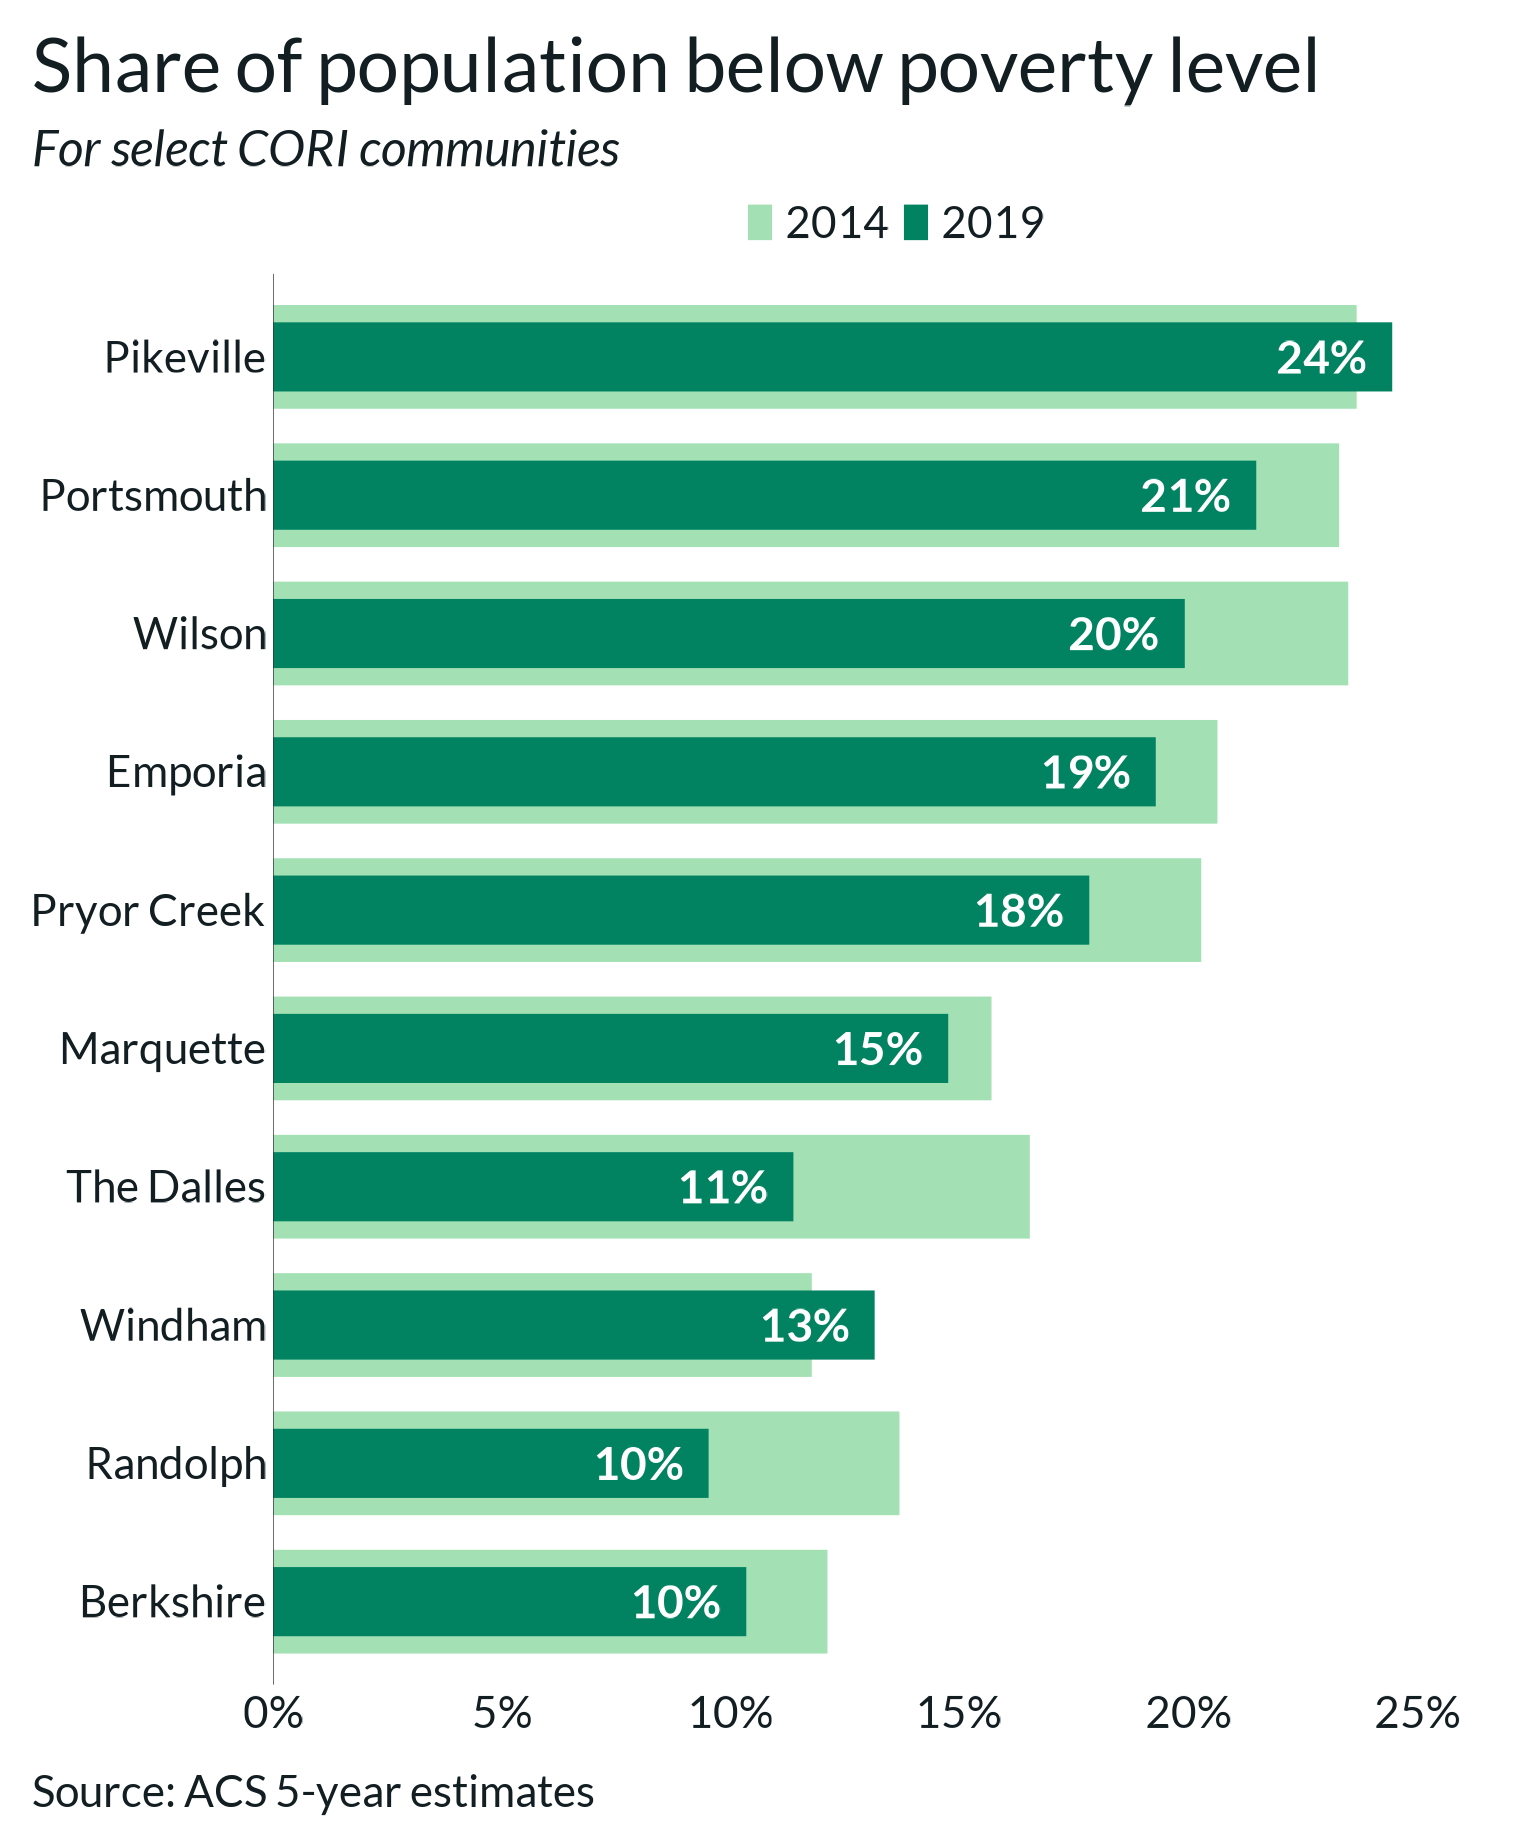 Share of population below poverty level
For select CORI communities
2014 2019
Pikeville 24%
Portsmouth 21%
Wilson 20%
Emporia 19%
Pryor Creek 18%
Marquette 15%
The Dalles 11%
Windham 13%
Randolph 10%
Berkshire 10%
0% 5% 10% 15% 20% 25%
Source: ACS 5-year estimates